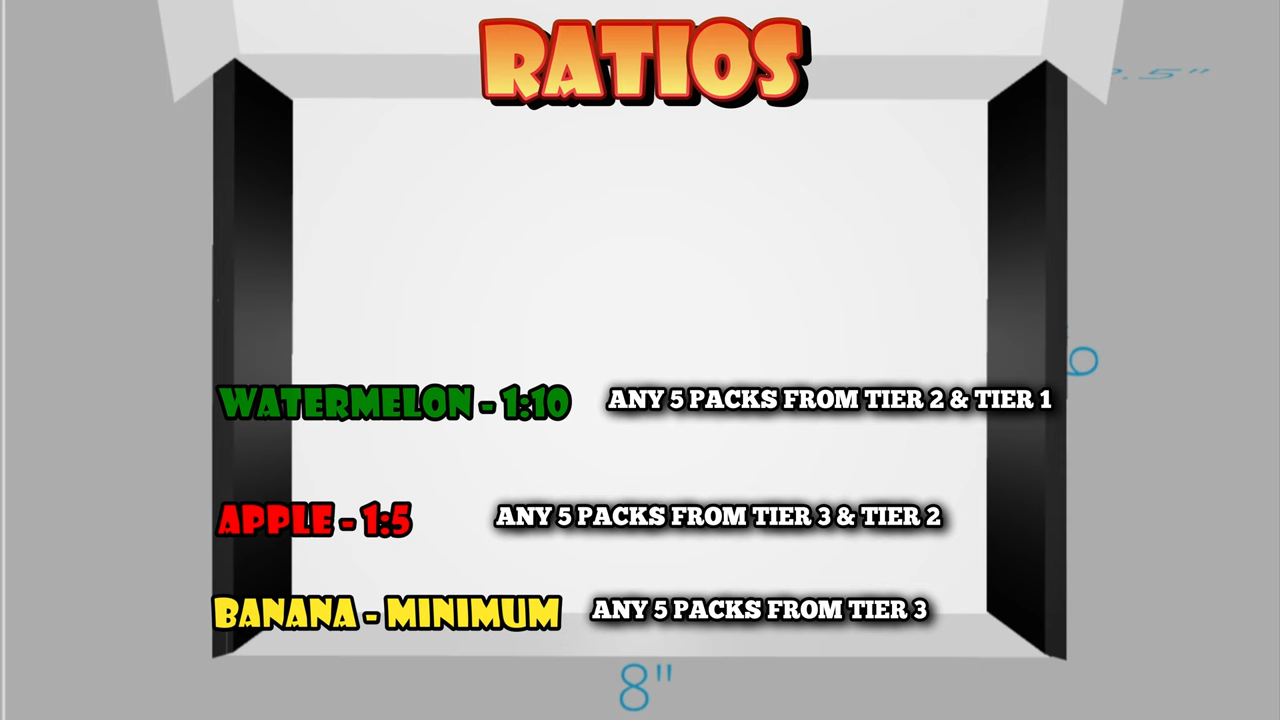 RATIOS
WATERMELON - 1:10 ANY 5 PACKS FROM TIER 2 & TIER 1
APPLE - 1:5 ANY 5 PACKS FROM TIER 3 & TIER 2
BANANA - MINIMUM ANY 5 PACKS FROM TIER 3
8"